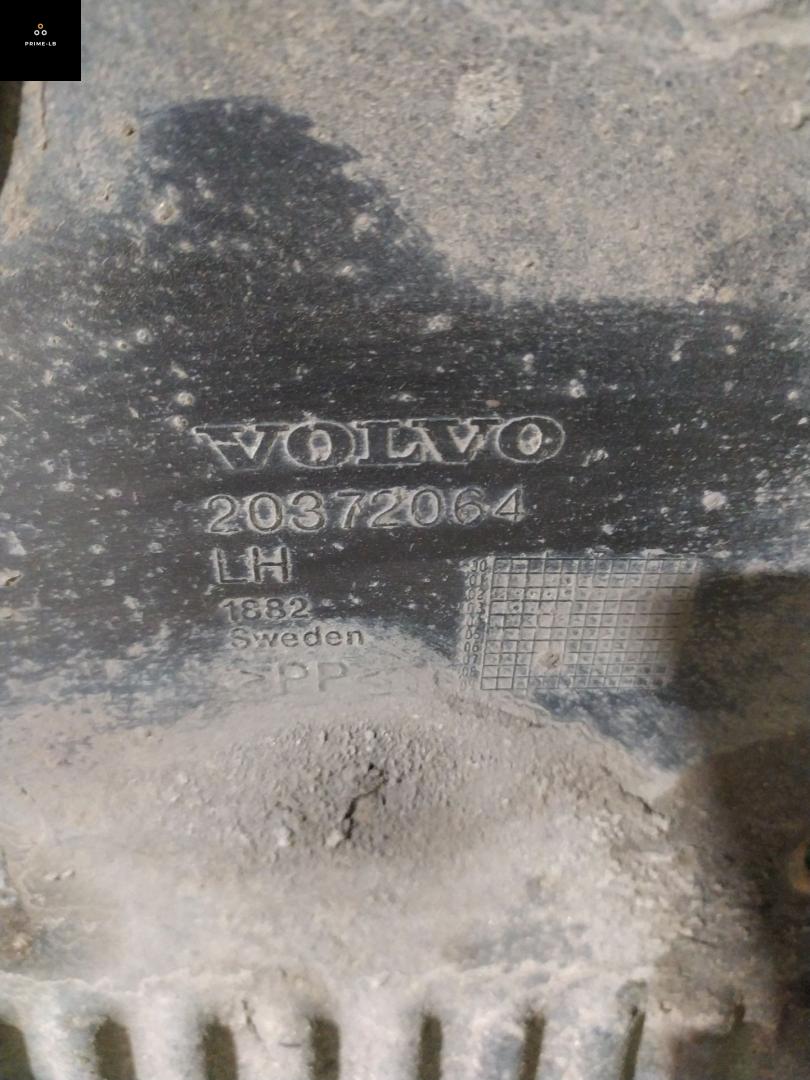 PRIME-LB
VOLVO
20372064
LH
1882
Sweden
>PP<